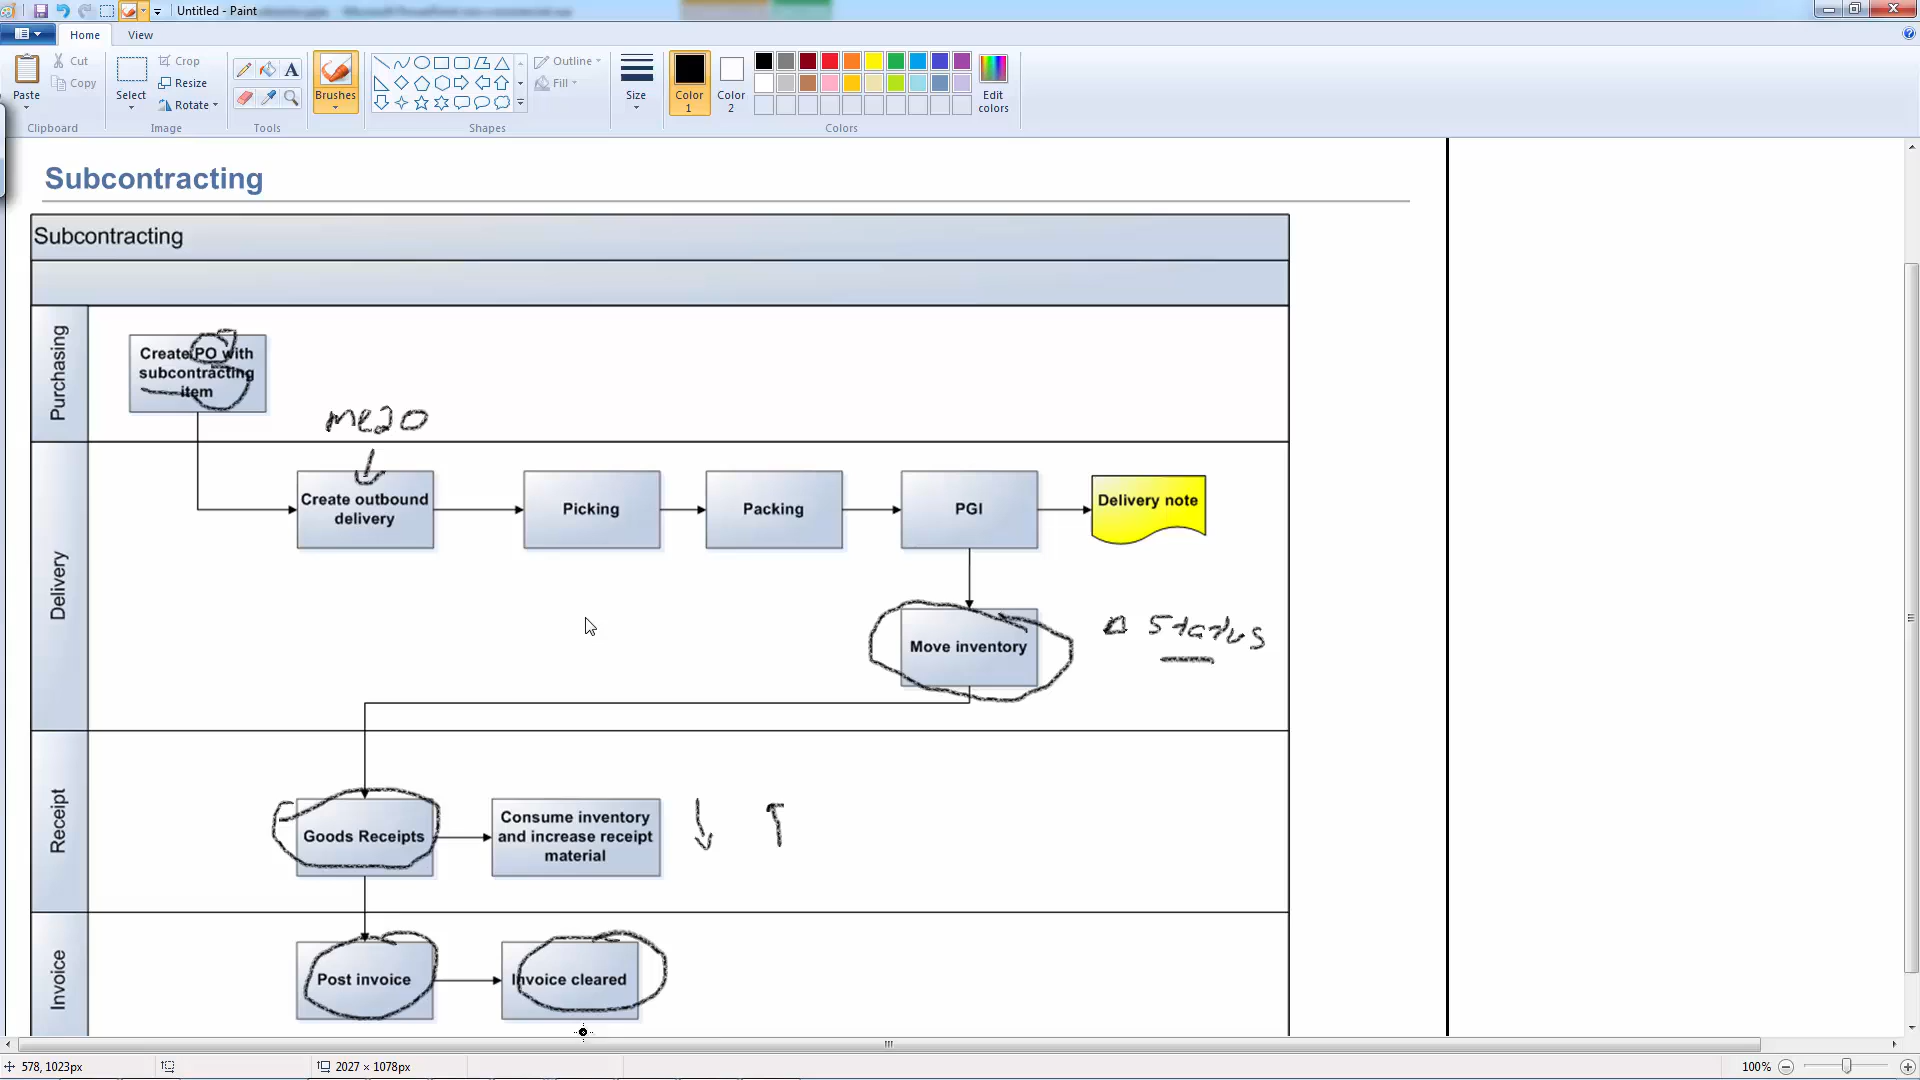 Untitled - Paint
Home
View
Paste
Cut
Copy
Clipboard
Select
Crop
Resize
Rotate
Image
Tools
Brushes
Shapes
Outline
Fill
Size
Color 1
Color 2
Colors
Edit colors
Subcontracting
Subcontracting
Purchasing
Create PO with
subcontracting
item
me20
Delivery
Create outbound
delivery
Picking
Packing
PGI
Delivery note
Move inventory
Δ Status
Receipt
Goods Receipts
Consume inventory
and increase receipt
material
Invoice
Post invoice
Invoice cleared
578, 1023px
2027 × 1078px
100%